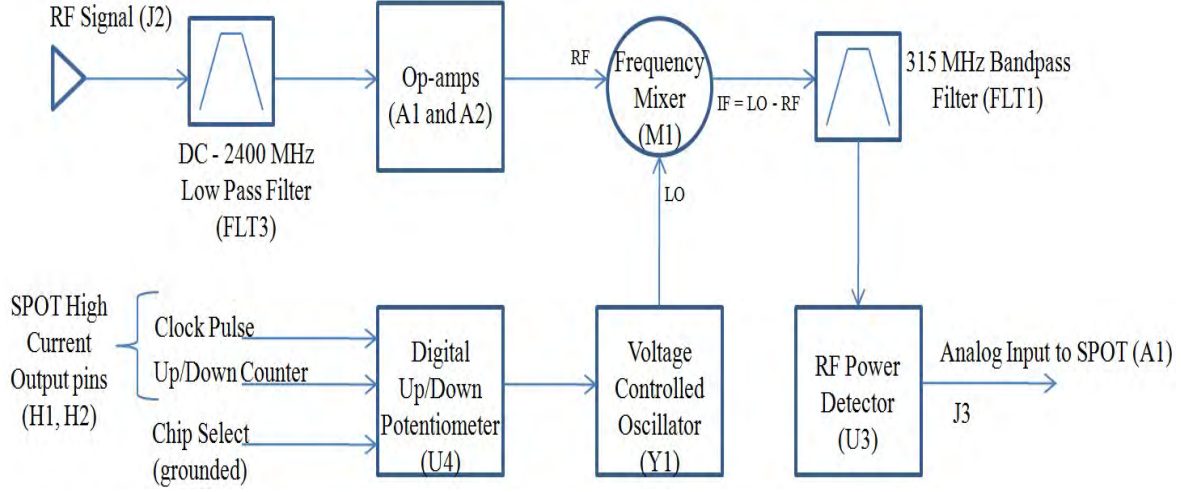 RF Signal (J2)
DC - 2400 MHz
Low Pass Filter
(FLT3)
Op-amps
(A1 and A2)
RF
Frequency
Mixer
(M1)
IF = LO - RF
315 MHz Bandpass
Filter (FLT1)
LO
SPOT High
Current
Output pins
(H1, H2)
Clock Pulse
Up/Down Counter
Chip Select
(grounded)
Digital
Up/Down
Potentiometer
(U4)
Voltage
Controlled
Oscillator
(Y1)
RF Power
Detector
(U3)
Analog Input to SPOT (A1)
J3